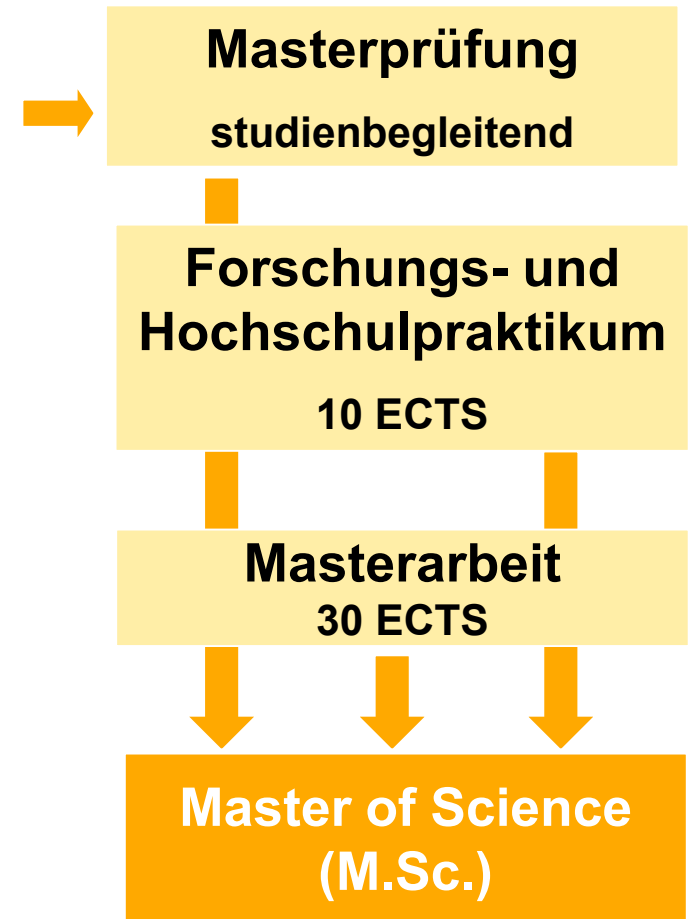 Masterprüfung
studienbegleitend
Forschungs- und
Hochschulpraktikum
10 ECTS
Masterarbeit
30 ECTS
Master of Science
(M.Sc.)